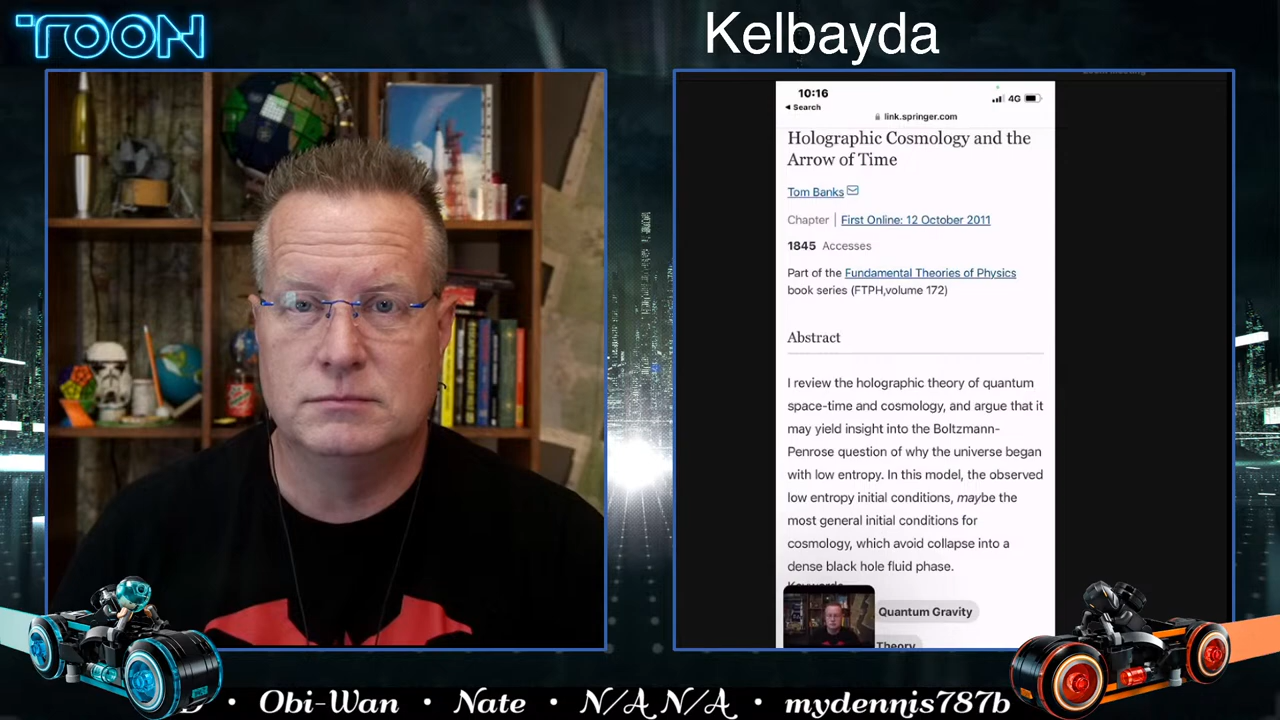 TOON
Kelbayda
10:16
4G
Search
link.springer.com
Holographic Cosmology and the
Arrow of Time
Tom Banks
Chapter | First Online: 12 October 2011
1845 Accesses
Part of the Fundamental Theories of Physics
book series (FTPH,volume 172)
Abstract
I review the holographic theory of quantum
space-time and cosmology, and argue that it
may yield insight into the Boltzmann-
Penrose question of why the universe began
with low entropy. In this model, the observed
low entropy initial conditions, maybe the
most general initial conditions for
cosmology, which avoid collapse into a
dense black hole fluid phase.
Keywords
Quantum Gravity
Theory
• Obi-Wan • Nate • N/A N/A • mydennis787b